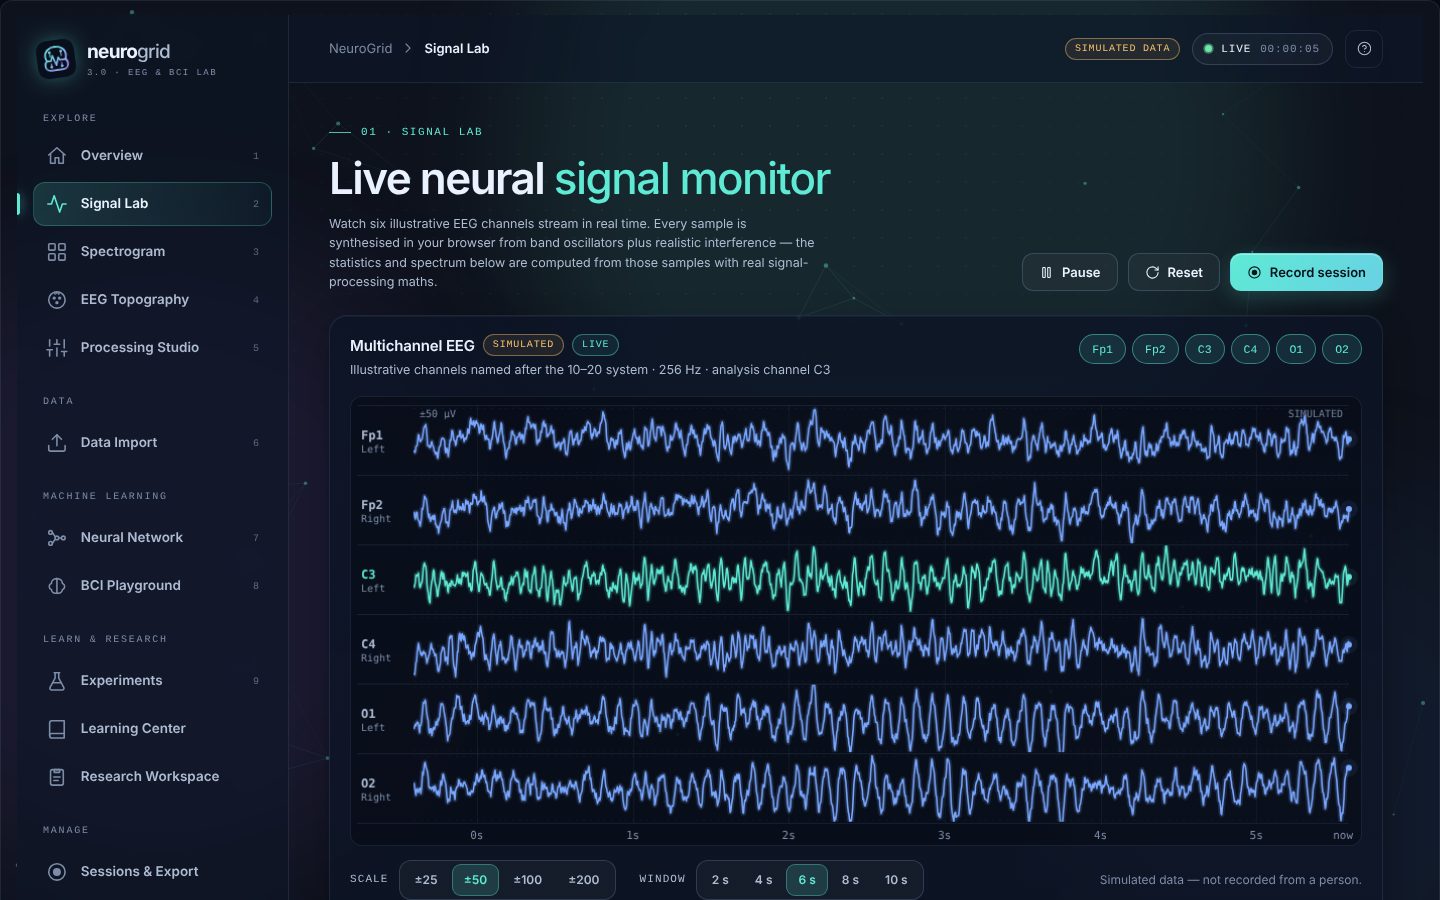 neurogrid
3.0 · EEG & BCI LAB
EXPLORE
Overview 1
Signal Lab 2
Spectrogram 3
EEG Topography 4
Processing Studio 5
DATA
Data Import 6
MACHINE LEARNING
Neural Network 7
BCI Playground 8
LEARN & RESEARCH
Experiments 9
Learning Center
Research Workspace
MANAGE
Sessions & Export
NeuroGrid > Signal Lab
SIMULATED DATA
LIVE 00:00:05
01 · SIGNAL LAB
Live neural signal monitor
Watch six illustrative EEG channels stream in real time. Every sample is
synthesised in your browser from band oscillators plus realistic interference — the
statistics and spectrum below are computed from those samples with real signal-
processing maths.
Pause
Reset
Record session
Multichannel EEG SIMULATED LIVE
Fp1 Fp2 C3 C4 O1 O2
Illustrative channels named after the 10–20 system · 256 Hz · analysis channel C3
±50 µV SIMULATED
Fp1
Left
Fp2
Right
C3
Left
C4
Right
O1
Left
O2
Right
0s 1s 2s 3s 4s 5s now
SCALE ±25 ±50 ±100 ±200 WINDOW 2 s 4 s 6 s 8 s 10 s
Simulated data — not recorded from a person.